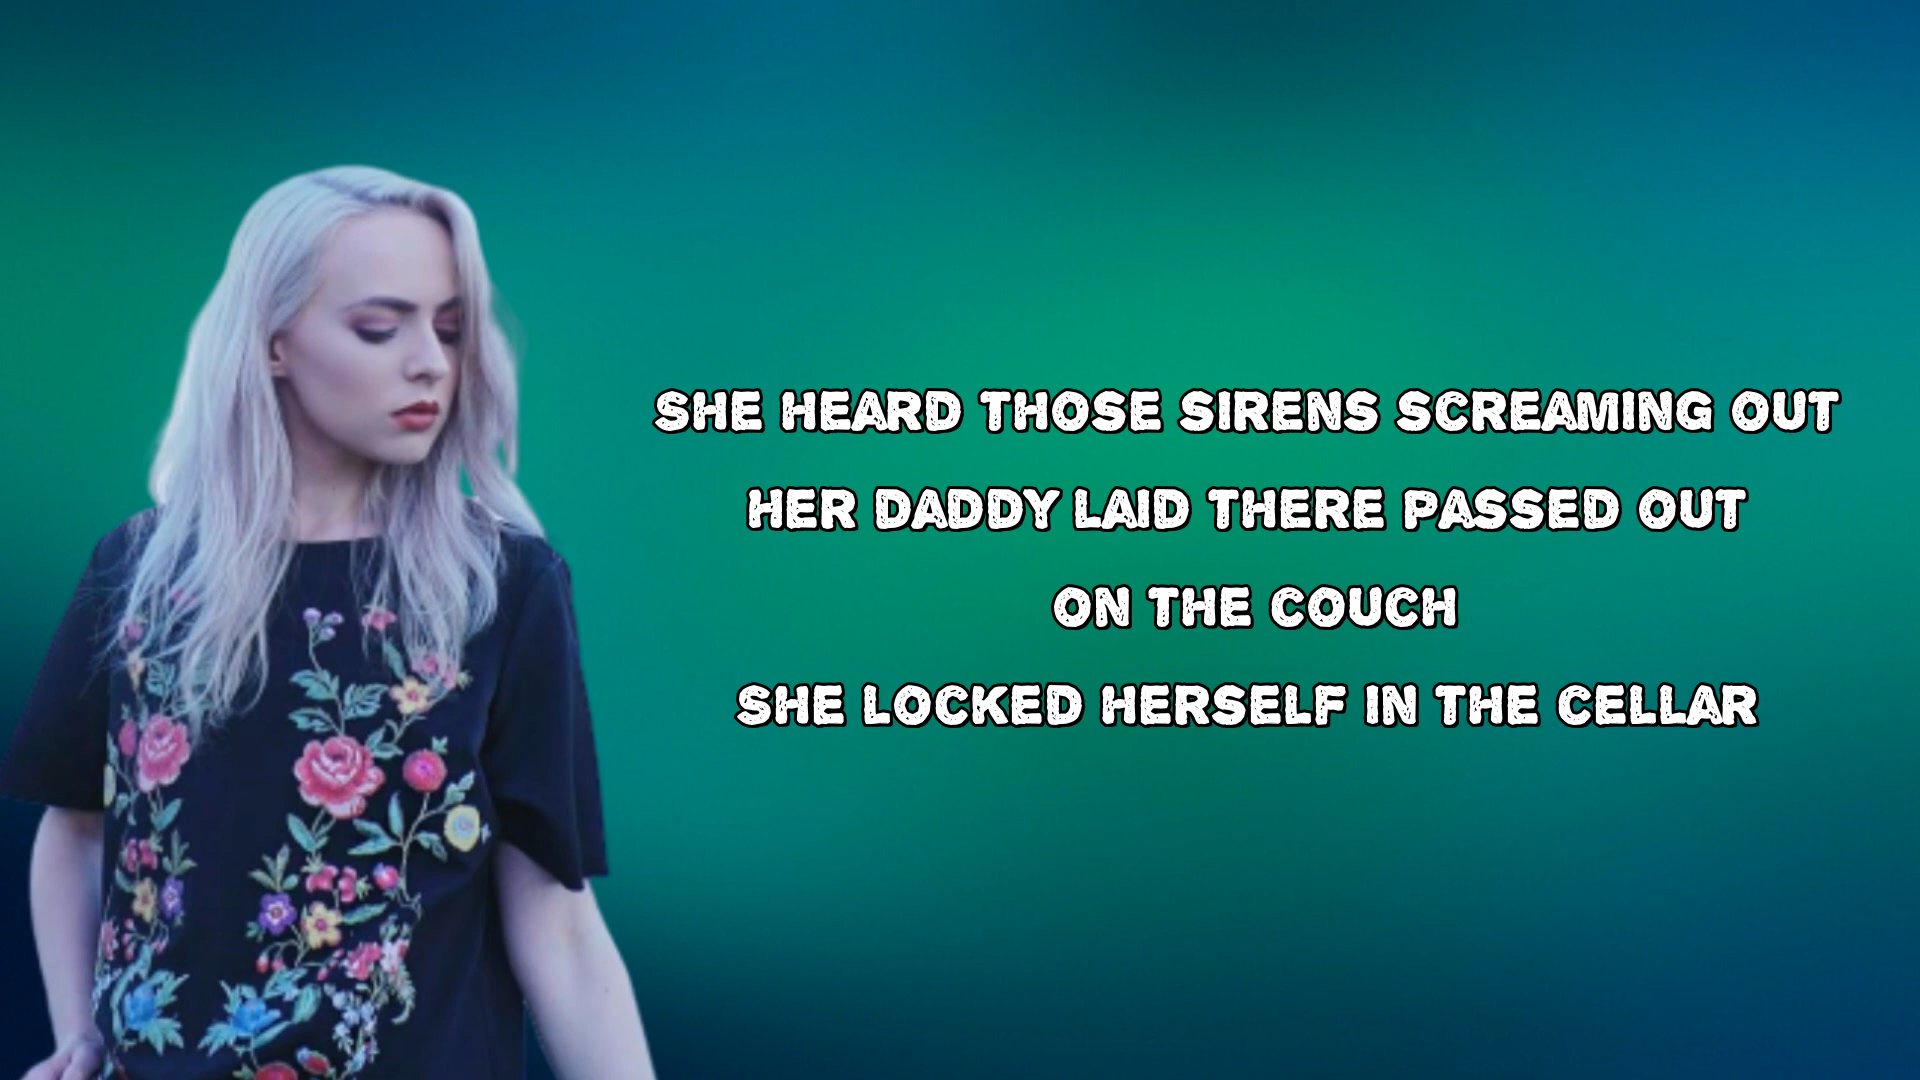 SHE HEARD THOSE SIRENS SCREAMING OUT
HER DADDY LAID THERE PASSED OUT
ON THE COUCH
SHE LOCKED HERSELF IN THE CELLAR